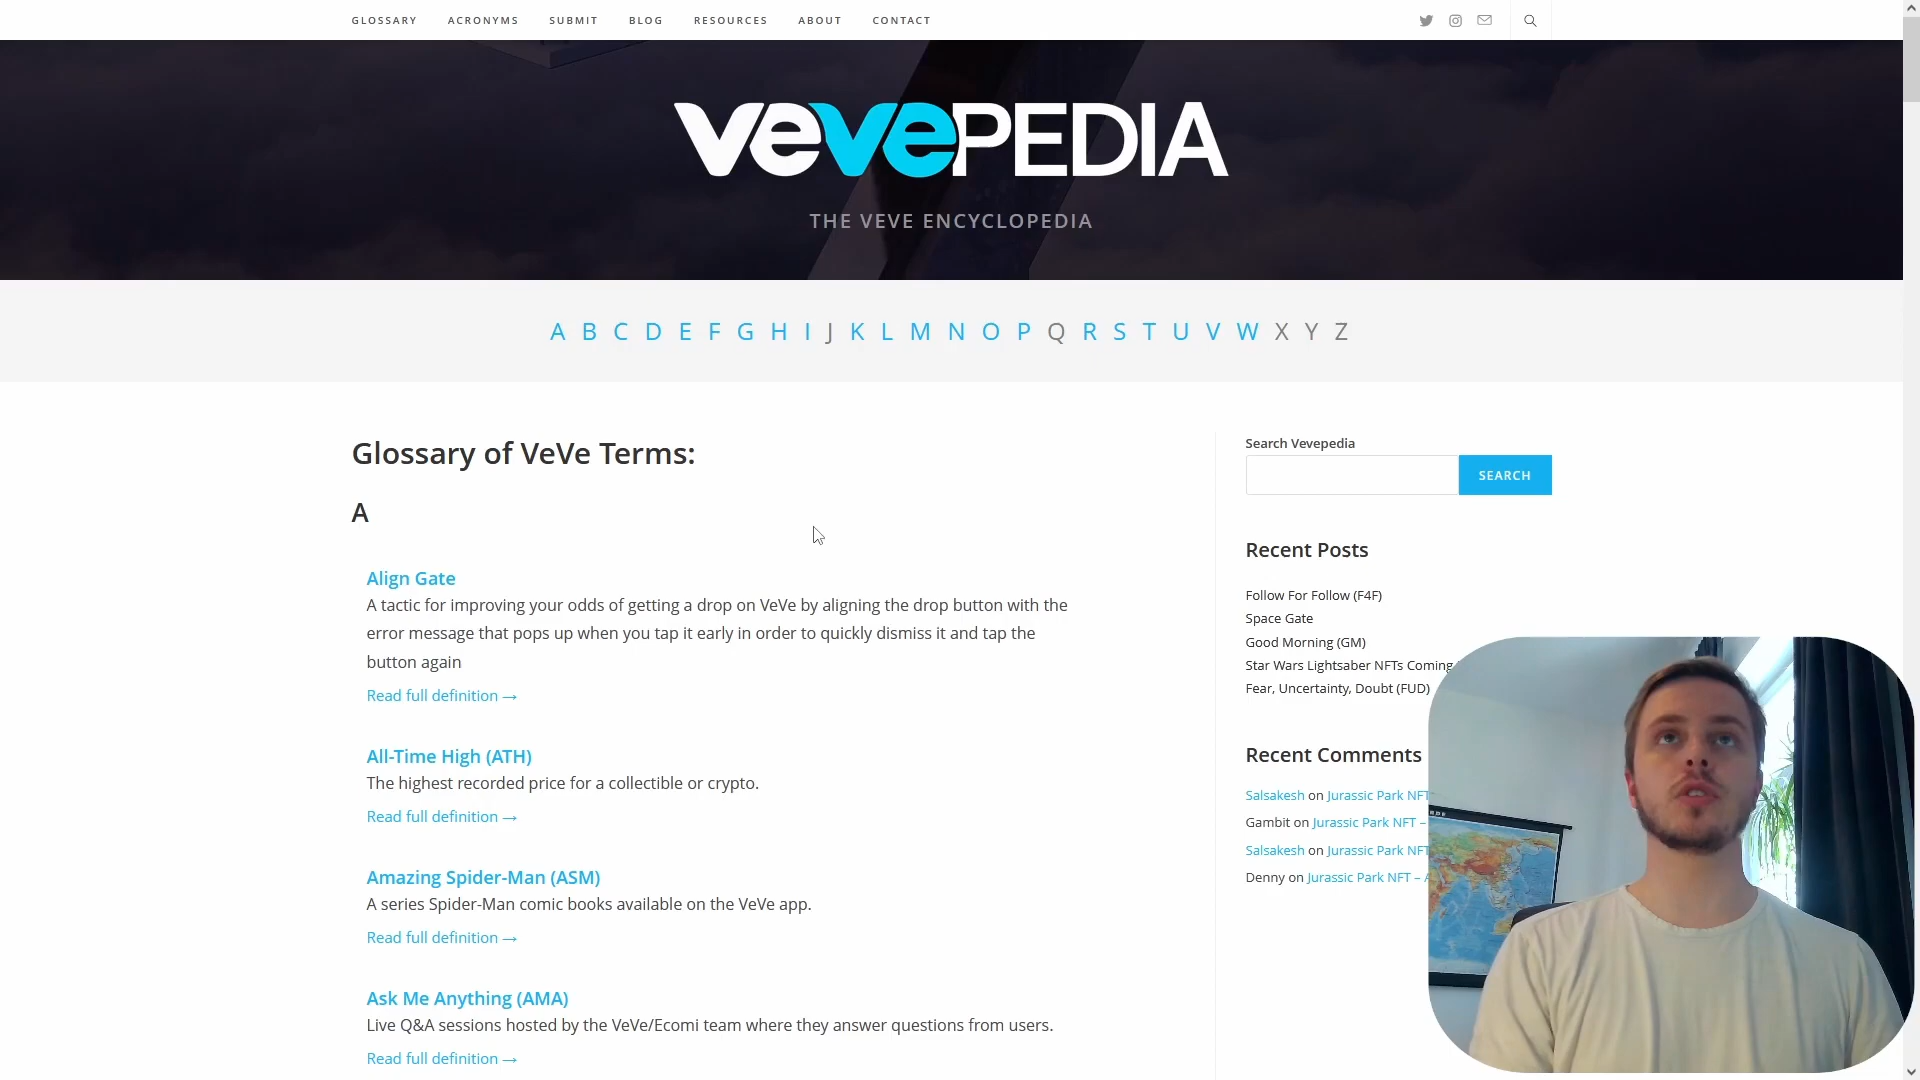 GLOSSARY ACRONYMS SUBMIT BLOG RESOURCES ABOUT CONTACT
vevePEDIA
THE VEVE ENCYCLOPEDIA
A B C D E F G H I J K L M N O P Q R S T U V W X Y Z
Glossary of VeVe Terms:
A
Align Gate
A tactic for improving your odds of getting a drop on VeVe by aligning the drop button with the
error message that pops up when you tap it early in order to quickly dismiss it and tap the
button again
Read full definition →
All-Time High (ATH)
The highest recorded price for a collectible or crypto.
Read full definition →
Amazing Spider-Man (ASM)
A series Spider-Man comic books available on the VeVe app.
Read full definition →
Ask Me Anything (AMA)
Live Q&A sessions hosted by the VeVe/Ecomi team where they answer questions from users.
Read full definition →
Search Vevepedia
SEARCH
Recent Posts
Follow For Follow (F4F)
Space Gate
Good Morning (GM)
Star Wars Lightsaber NFTs Coming
Fear, Uncertainty, Doubt (FUD)
Recent Comments
Salsakesh on Jurassic Park NFT
Gambit on Jurassic Park NFT –
Salsakesh on Jurassic Park NFT
Denny on Jurassic Park NFT –